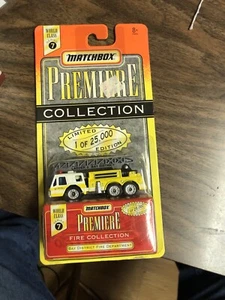 WORLD CLASS
7
MATCHBOX
PREMIERE
COLLECTION
LIMITED
1 OF 25,000
EDITION
WORLD CLASS
7
MATCHBOX
PREMIERE
FIRE COLLECTION